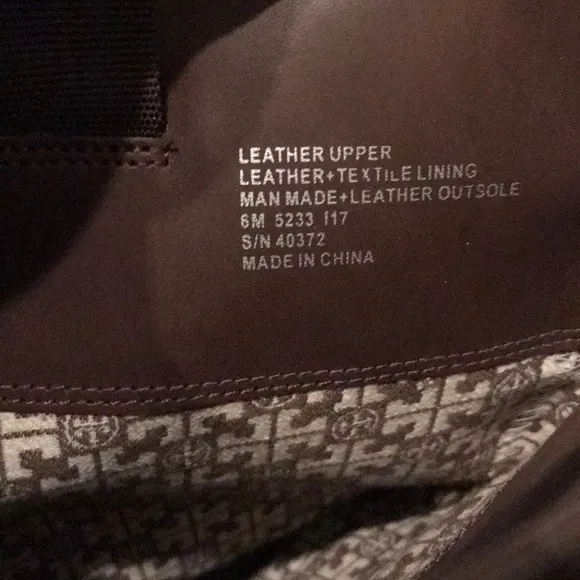 LEATHER UPPER
LEATHER+TEXTILE LINING
MAN MADE+LEATHER OUTSOLE
6M 5233 I17
S/N 40372
MADE IN CHINA